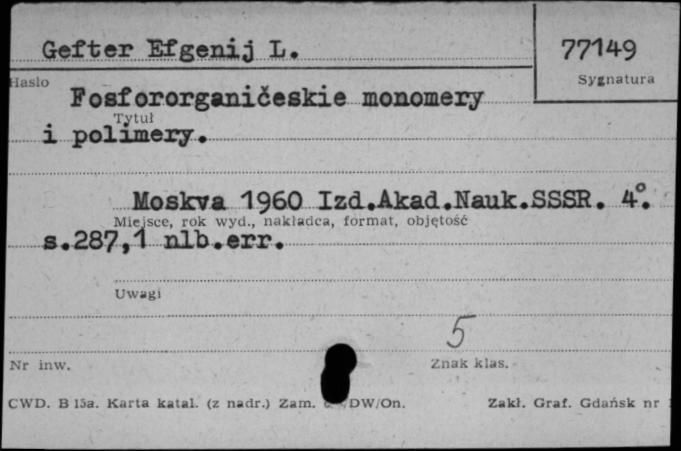 Gefter Efgenij L.
77149
Hasło
Sygnatura
Fosfororganičeskie monomery
Tytuł
i polimery.
Moskva 1960 Izd.Akad.Nauk.SSSR. 4°.
Miejsce, rok wyd., nakładca, format, objętość
s.287,1 nlb.err.
Uwagi
5
Nr inw.
Znak klas.
CWD. B 15a. Karta katal. (z nadr.) Zam. DW/On.
Zakł. Graf. Gdańsk nr